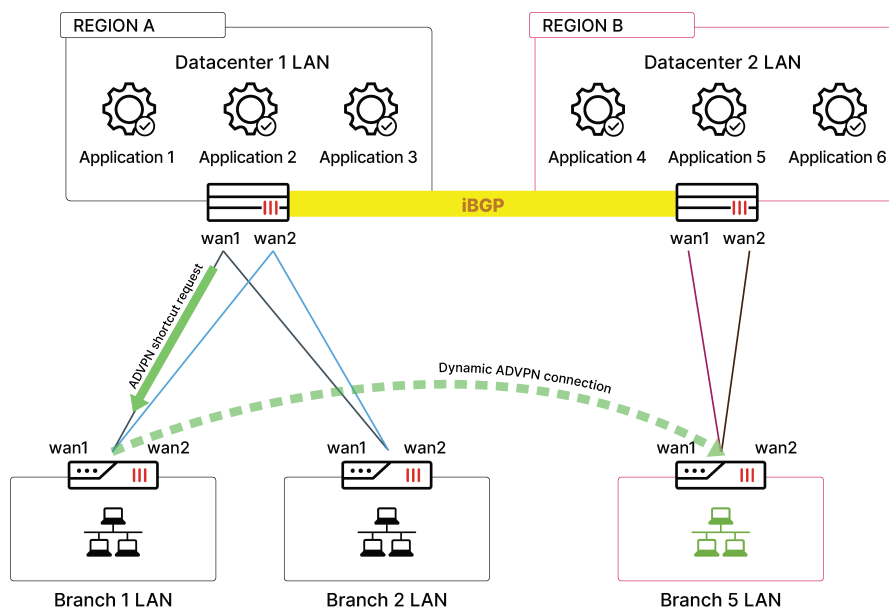 REGION A
REGION B
Datacenter 1 LAN
Datacenter 2 LAN
Application 1
Application 2
Application 3
Application 4
Application 5
Application 6
iBGP
wan1
wan2
wan1
wan2
ADVPN shortcut request
Dynamic ADVPN connection
wan1
wan2
wan1
wan2
wan1
wan2
Branch 1 LAN
Branch 2 LAN
Branch 5 LAN